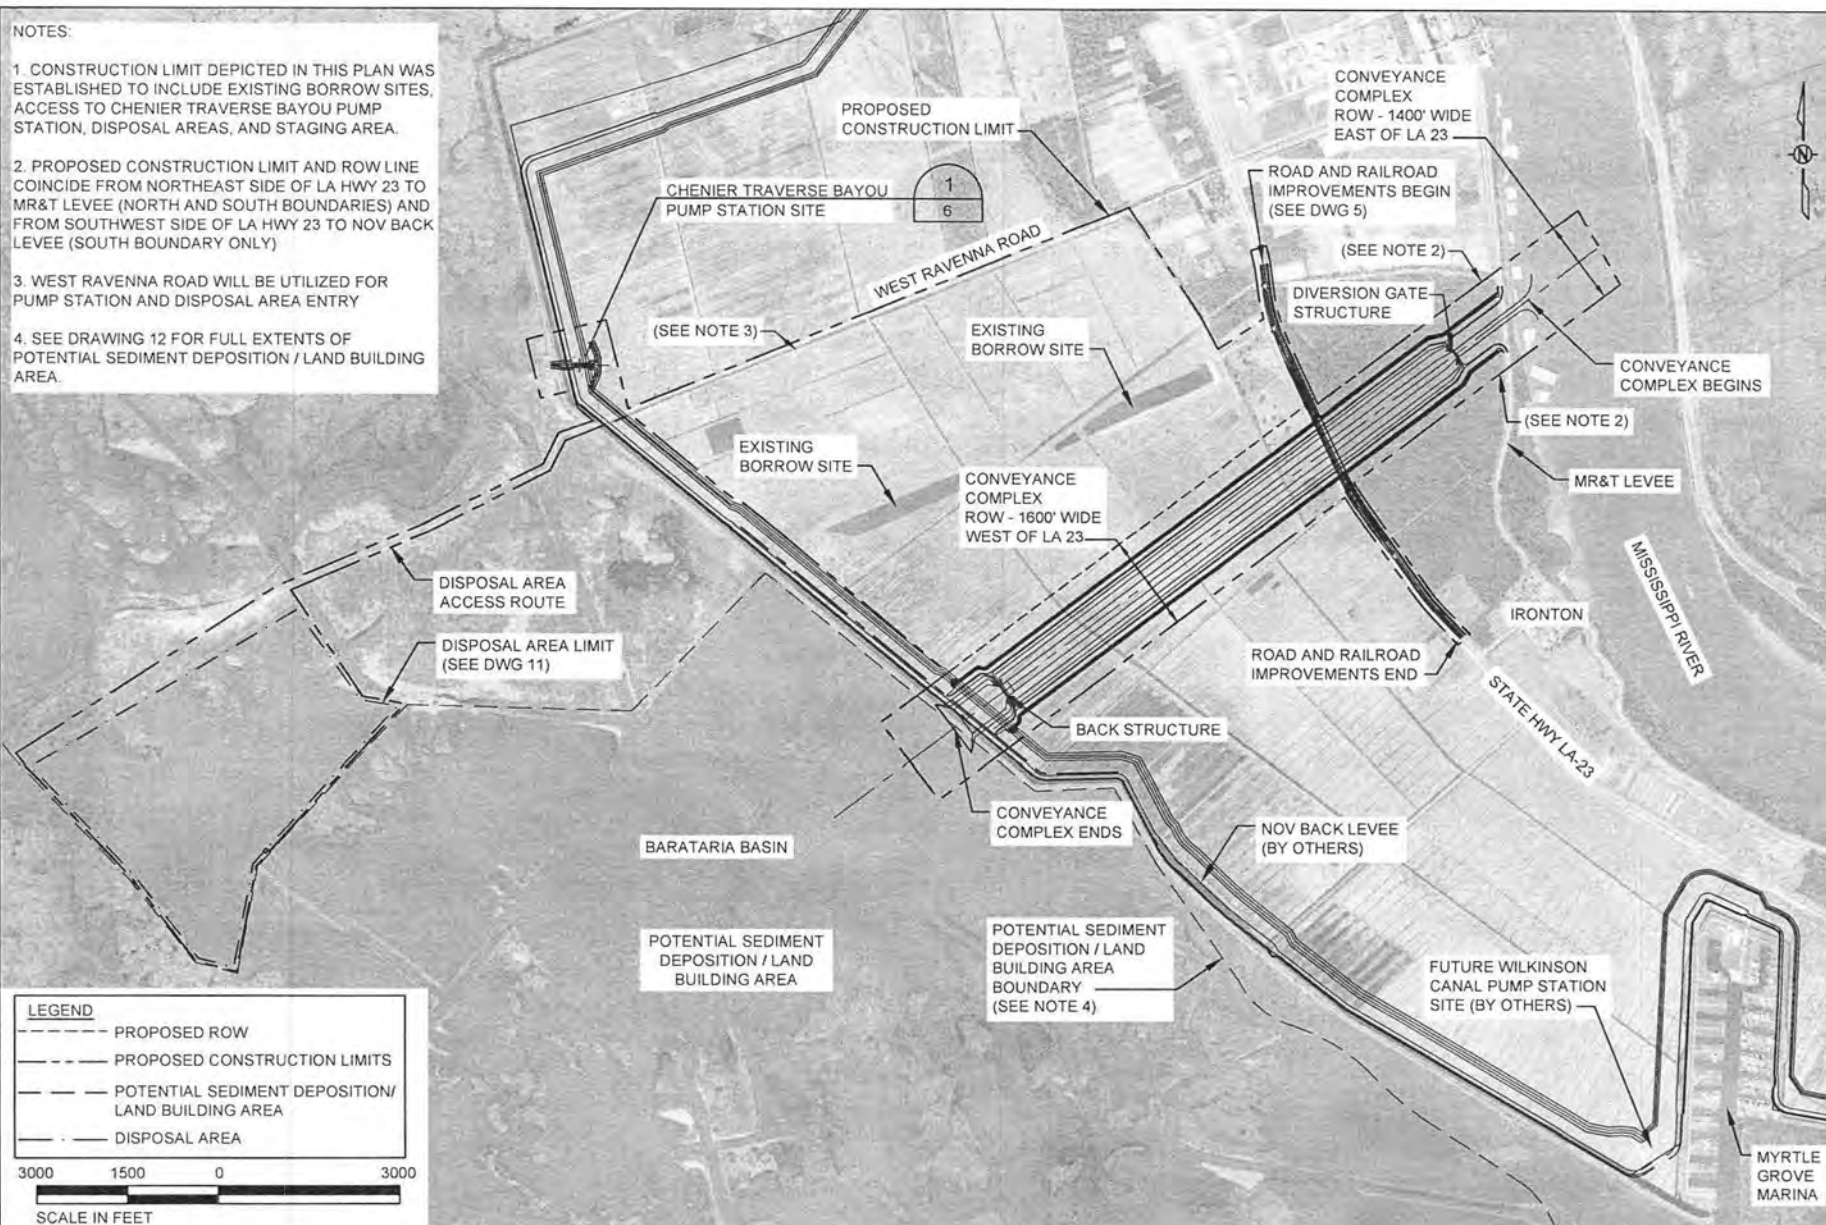 NOTES:
1. CONSTRUCTION LIMIT DEPICTED IN THIS PLAN WAS
ESTABLISHED TO INCLUDE EXISTING BORROW SITES,
ACCESS TO CHENIER TRAVERSE BAYOU PUMP
STATION, DISPOSAL AREAS, AND STAGING AREA.
2. PROPOSED CONSTRUCTION LIMIT AND ROW LINE
COINCIDE FROM NORTHEAST SIDE OF LA HWY 23 TO
MR&T LEVEE (NORTH AND SOUTH BOUNDARIES) AND
FROM SOUTHWEST SIDE OF LA HWY 23 TO NOV BACK
LEVEE (SOUTH BOUNDARY ONLY)
3. WEST RAVENNA ROAD WILL BE UTILIZED FOR
PUMP STATION AND DISPOSAL AREA ENTRY
4. SEE DRAWING 12 FOR FULL EXTENTS OF
POTENTIAL SEDIMENT DEPOSITION / LAND BUILDING
AREA.
PROPOSED
CONSTRUCTION LIMIT
CONVEYANCE
COMPLEX
ROW - 1400' WIDE
EAST OF LA 23
N
CHENIER TRAVERSE BAYOU
PUMP STATION SITE
1
6
ROAD AND RAILROAD
IMPROVEMENTS BEGIN
(SEE DWG 5)
(SEE NOTE 2)
WEST RAVENNA ROAD
DIVERSION GATE
STRUCTURE
(SEE NOTE 3)
EXISTING
BORROW SITE
CONVEYANCE
COMPLEX BEGINS
(SEE NOTE 2)
EXISTING
BORROW SITE
CONVEYANCE
COMPLEX
ROW - 1600' WIDE
WEST OF LA 23
MR&T LEVEE
MISSISSIPPI RIVER
DISPOSAL AREA
ACCESS ROUTE
IRONTON
DISPOSAL AREA LIMIT
(SEE DWG 11)
ROAD AND RAILROAD
IMPROVEMENTS END
STATE HWY LA-23
BACK STRUCTURE
CONVEYANCE
COMPLEX ENDS
NOV BACK LEVEE
(BY OTHERS)
BARATARIA BASIN
POTENTIAL SEDIMENT
DEPOSITION / LAND
BUILDING AREA
POTENTIAL SEDIMENT
DEPOSITION / LAND
BUILDING AREA
BOUNDARY
(SEE NOTE 4)
FUTURE WILKINSON
CANAL PUMP STATION
SITE (BY OTHERS)
MYRTLE
GROVE
MARINA
LEGEND
PROPOSED ROW
PROPOSED CONSTRUCTION LIMITS
POTENTIAL SEDIMENT DEPOSITION/
LAND BUILDING AREA
DISPOSAL AREA
3000 1500 0 3000
SCALE IN FEET